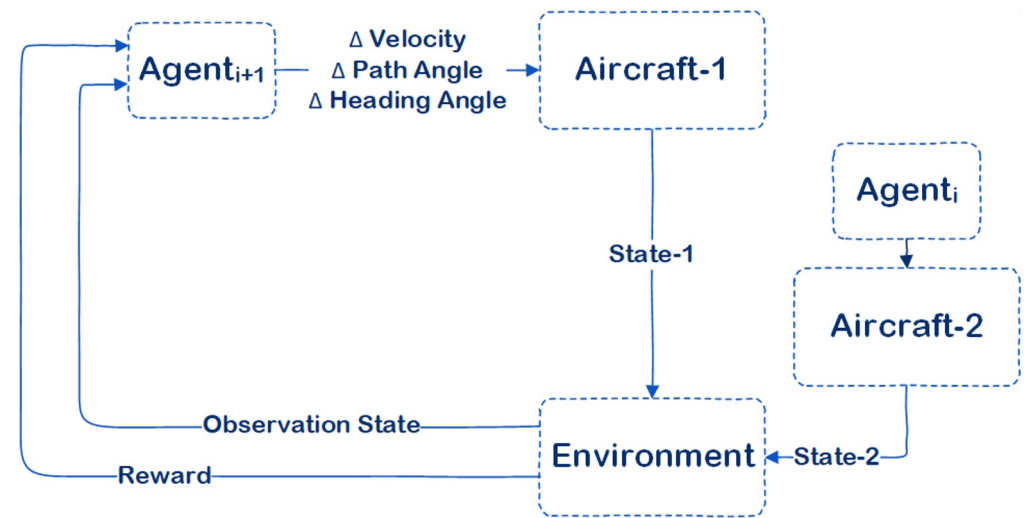 Agentᵢ₊₁
Δ Velocity
Δ Path Angle
Δ Heading Angle
Aircraft-1
Agentᵢ
State-1
Aircraft-2
Observation State
Environment
State-2
Reward